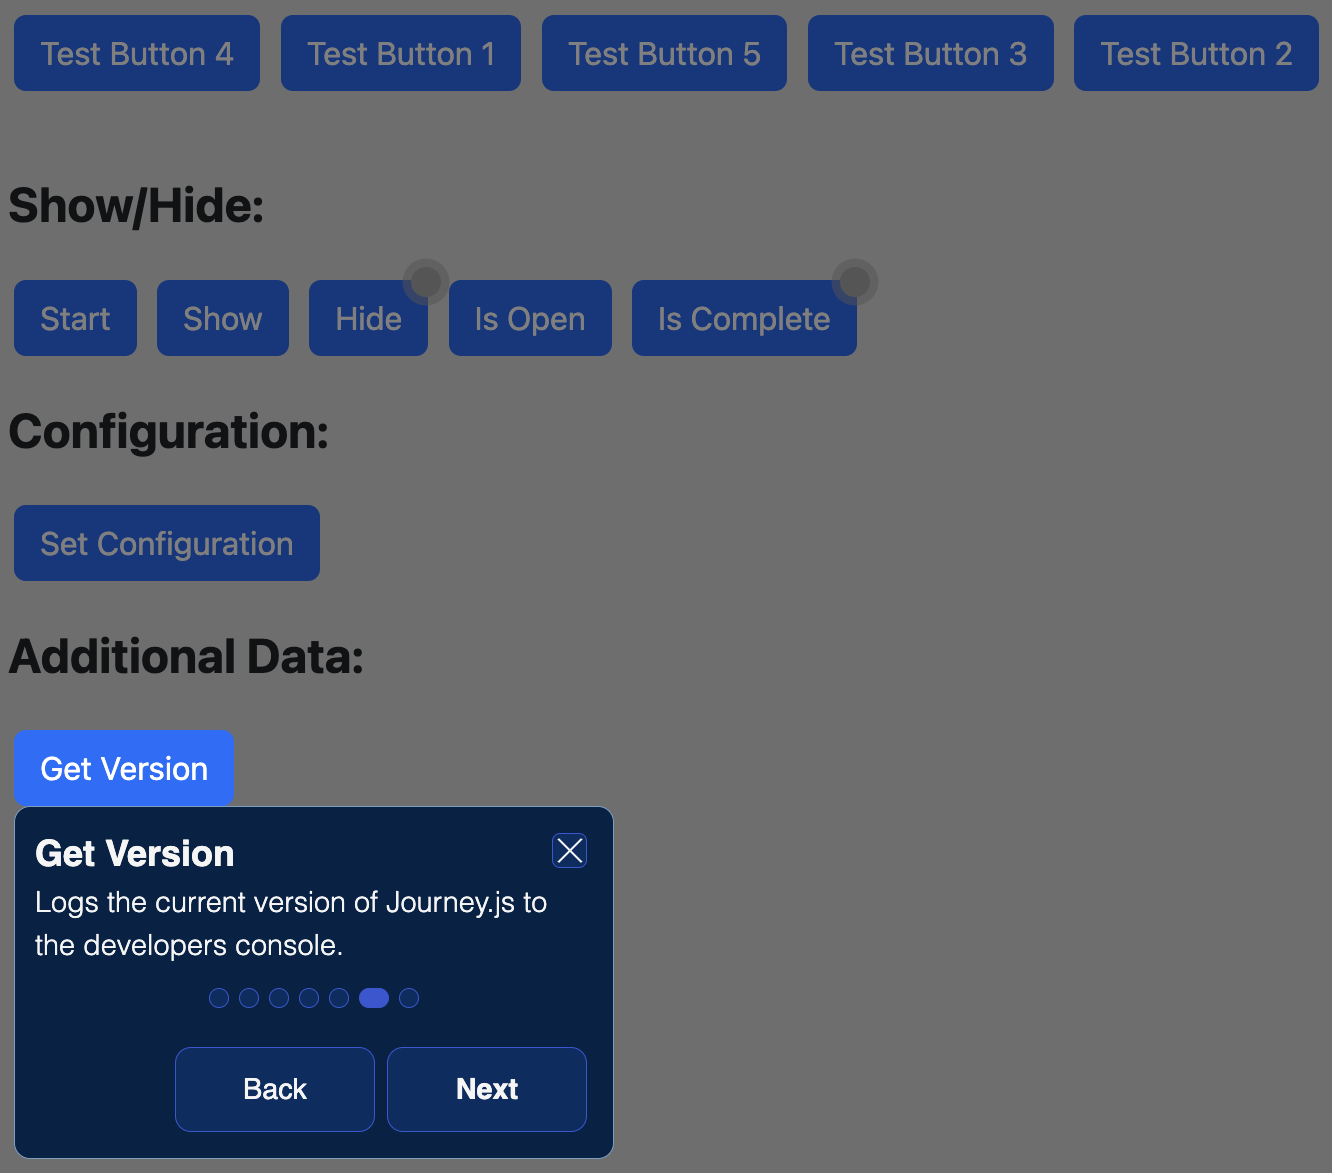 Test Button 4 Test Button 1 Test Button 5 Test Button 3 Test Button 2
Show/Hide:
Start Show Hide Is Open Is Complete
Configuration:
Set Configuration
Additional Data:
Get Version
Get Version
Logs the current version of Journey.js to
the developers console.
Back Next